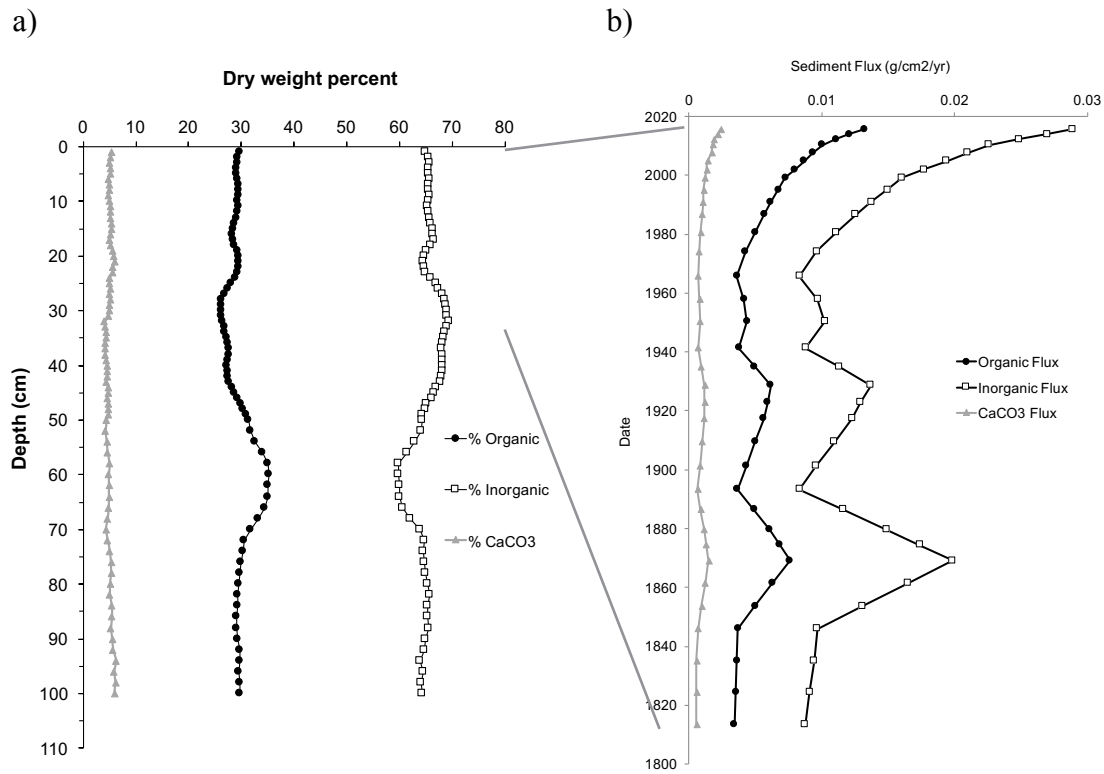 a)
Dry weight percent
0 10 20 30 40 50 60 70 80
0
10
20
30
40
50
60
70
80
90
100
110
Depth (cm)
% Organic
% Inorganic
% CaCO3
b)
Sediment Flux (g/cm2/yr)
0 0.01 0.02 0.03
2020
2000
1980
1960
1940
1920
1900
1880
1860
1840
1820
1800
Date
Organic Flux
Inorganic Flux
CaCO3 Flux